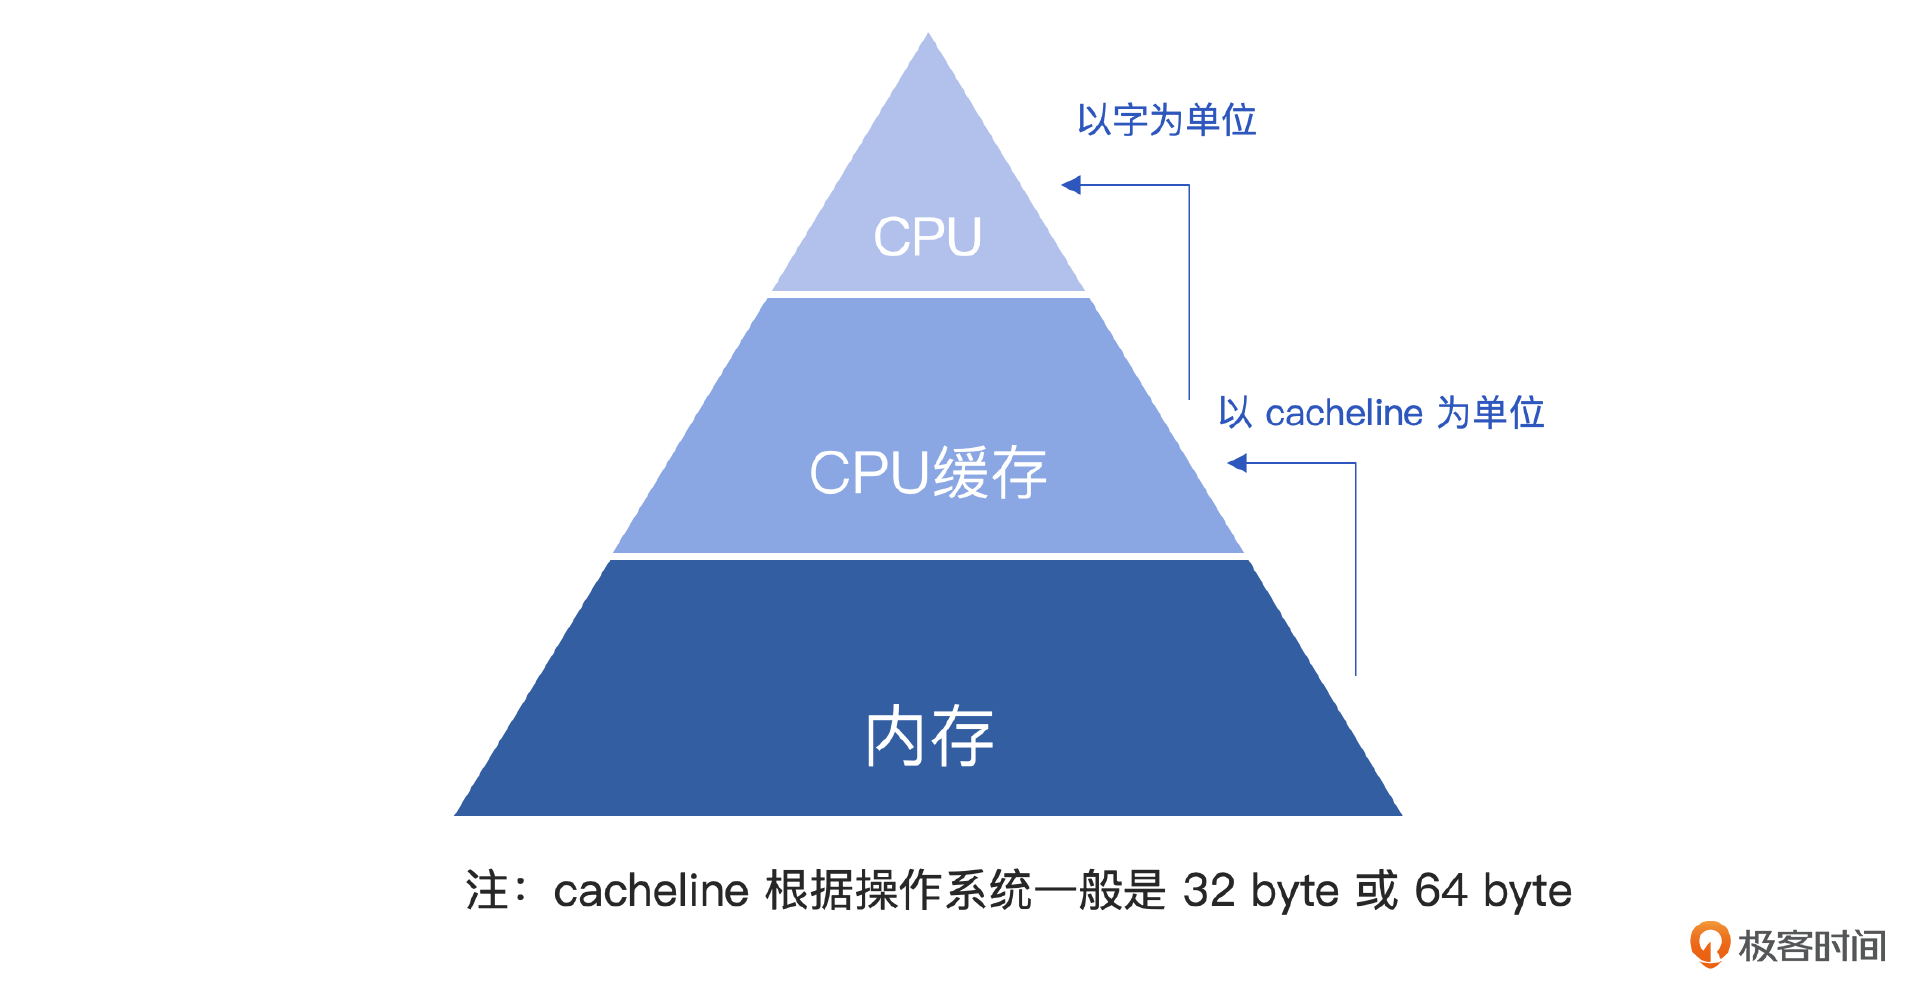 以字为单位
CPU
以 cacheline 为单位
CPU缓存
内存
注：cacheline 根据操作系统一般是 32 byte 或 64 byte
极客时间